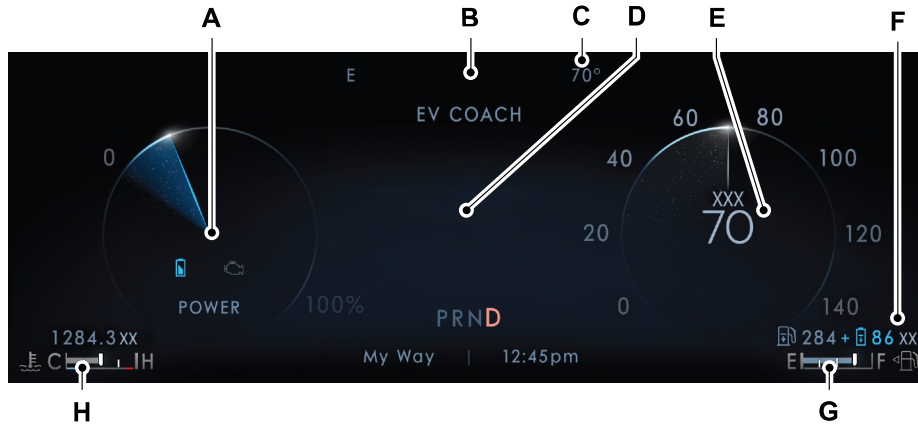 A B C D E F
E 70°
EV COACH
60 80
0 40 100
XXX
70
20 120
POWER 100% 0 140
PRND
1284.3 XX 284 + 86 XX
C H My Way | 12:45pm E F
H G